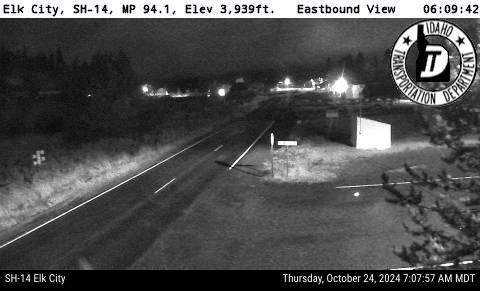 Elk City, SH-14, MP 94.1, Elev 3,939ft. Eastbound View 06:09:42
IDAHO
TRANSPORTATION DEPARTMENT
SH-14 Elk City Thursday, October 24, 2024 7:07:57 AM MDT